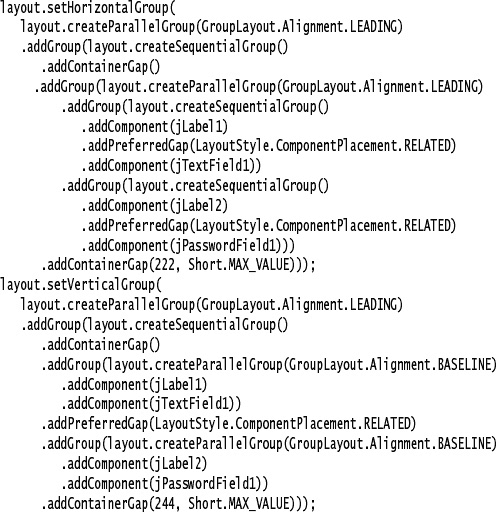 layout.setHorizontalGroup(
layout.createParallelGroup(GroupLayout.Alignment.LEADING)
.addGroup(layout.createSequentialGroup()
.addContainerGap()
.addGroup(layout.createParallelGroup(GroupLayout.Alignment.LEADING)
.addGroup(layout.createSequentialGroup()
.addComponent(jLabel1)
.addPreferredGap(LayoutStyle.ComponentPlacement.RELATED)
.addComponent(jTextField1))
.addGroup(layout.createSequentialGroup()
.addComponent(jLabel2)
.addPreferredGap(LayoutStyle.ComponentPlacement.RELATED)
.addComponent(jPasswordField1)))
.addContainerGap(222, Short.MAX_VALUE)));
layout.setVerticalGroup(
layout.createParallelGroup(GroupLayout.Alignment.LEADING)
.addGroup(layout.createSequentialGroup()
.addContainerGap()
.addGroup(layout.createParallelGroup(GroupLayout.Alignment.BASELINE)
.addComponent(jLabel1)
.addComponent(jTextField1))
.addPreferredGap(LayoutStyle.ComponentPlacement.RELATED)
.addGroup(layout.createParallelGroup(GroupLayout.Alignment.BASELINE)
.addComponent(jLabel2)
.addComponent(jPasswordField1))
.addContainerGap(244, Short.MAX_VALUE)));